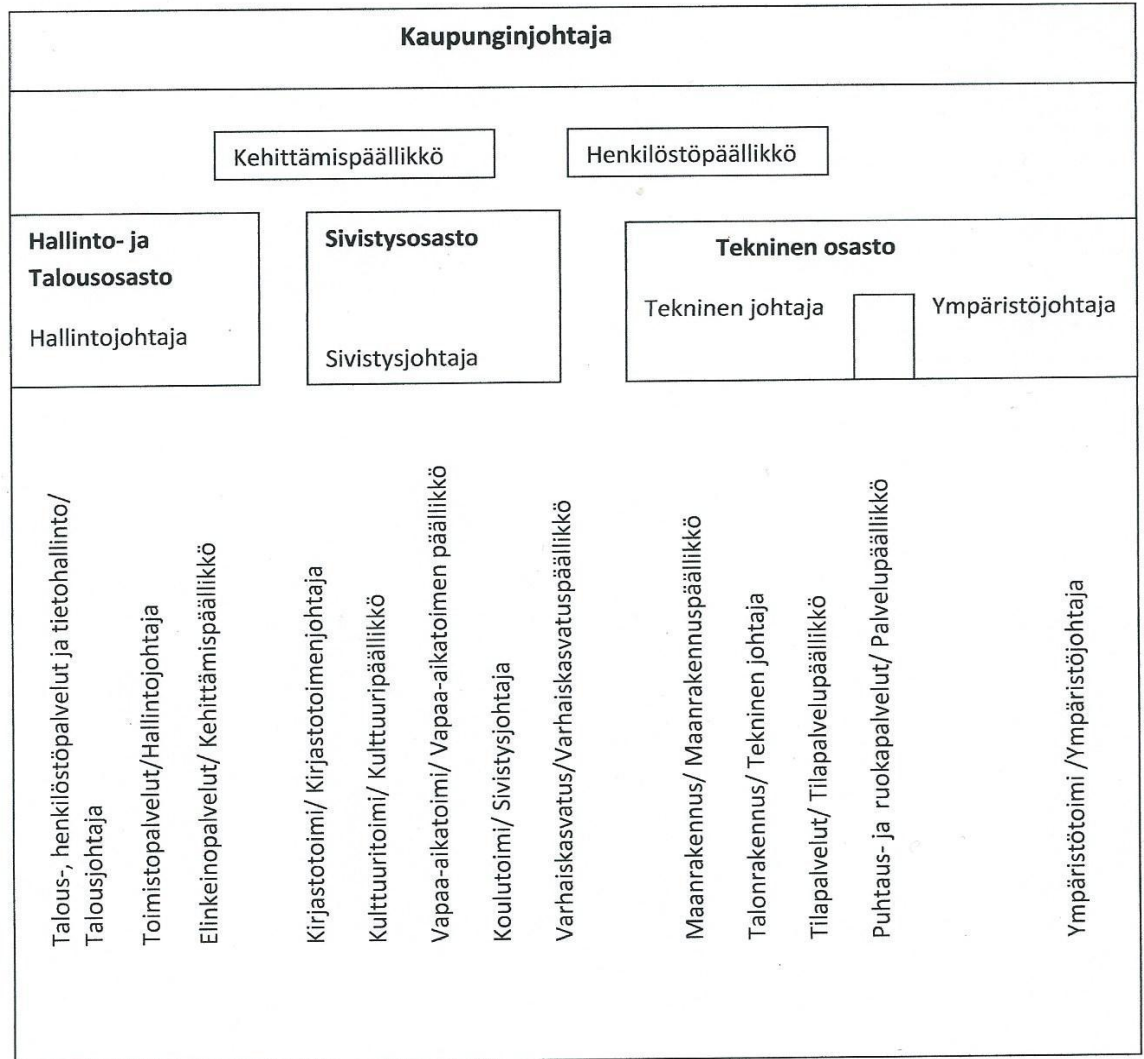 Kaupunginjohtaja
Kehittämispäällikkö
Henkilöstöpäällikkö
Hallinto- ja
Talousosasto
Hallintojohtaja
Sivistysosasto
Sivistysjohtaja
Tekninen osasto
Tekninen johtaja
Ympäristöjohtaja
Talous-, henkilöstöpalvelut ja tietohallinto/
Talousjohtaja
Toimistopalvelut/Hallintojohtaja
Elinkeinopalvelut/ Kehittämispäällikkö
Kirjastotoimi/ Kirjastotoimenjohtaja
Kulttuuritoimi/ Kulttuuripäällikkö
Vapaa-aikatoimi/ Vapaa-aikatoimen päällikkö
Koulutoimi/ Sivistysjohtaja
Varhaiskasvatus/Varhaiskasvatuspäällikkö
Maanrakennus/ Maanrakennuspäällikkö
Talonrakennus/ Tekninen johtaja
Tilapalvelut/ Tilapalvelupäällikkö
Puhtaus- ja ruokapalvelut/ Palvelupäällikkö
Ympäristötoimi /Ympäristöjohtaja